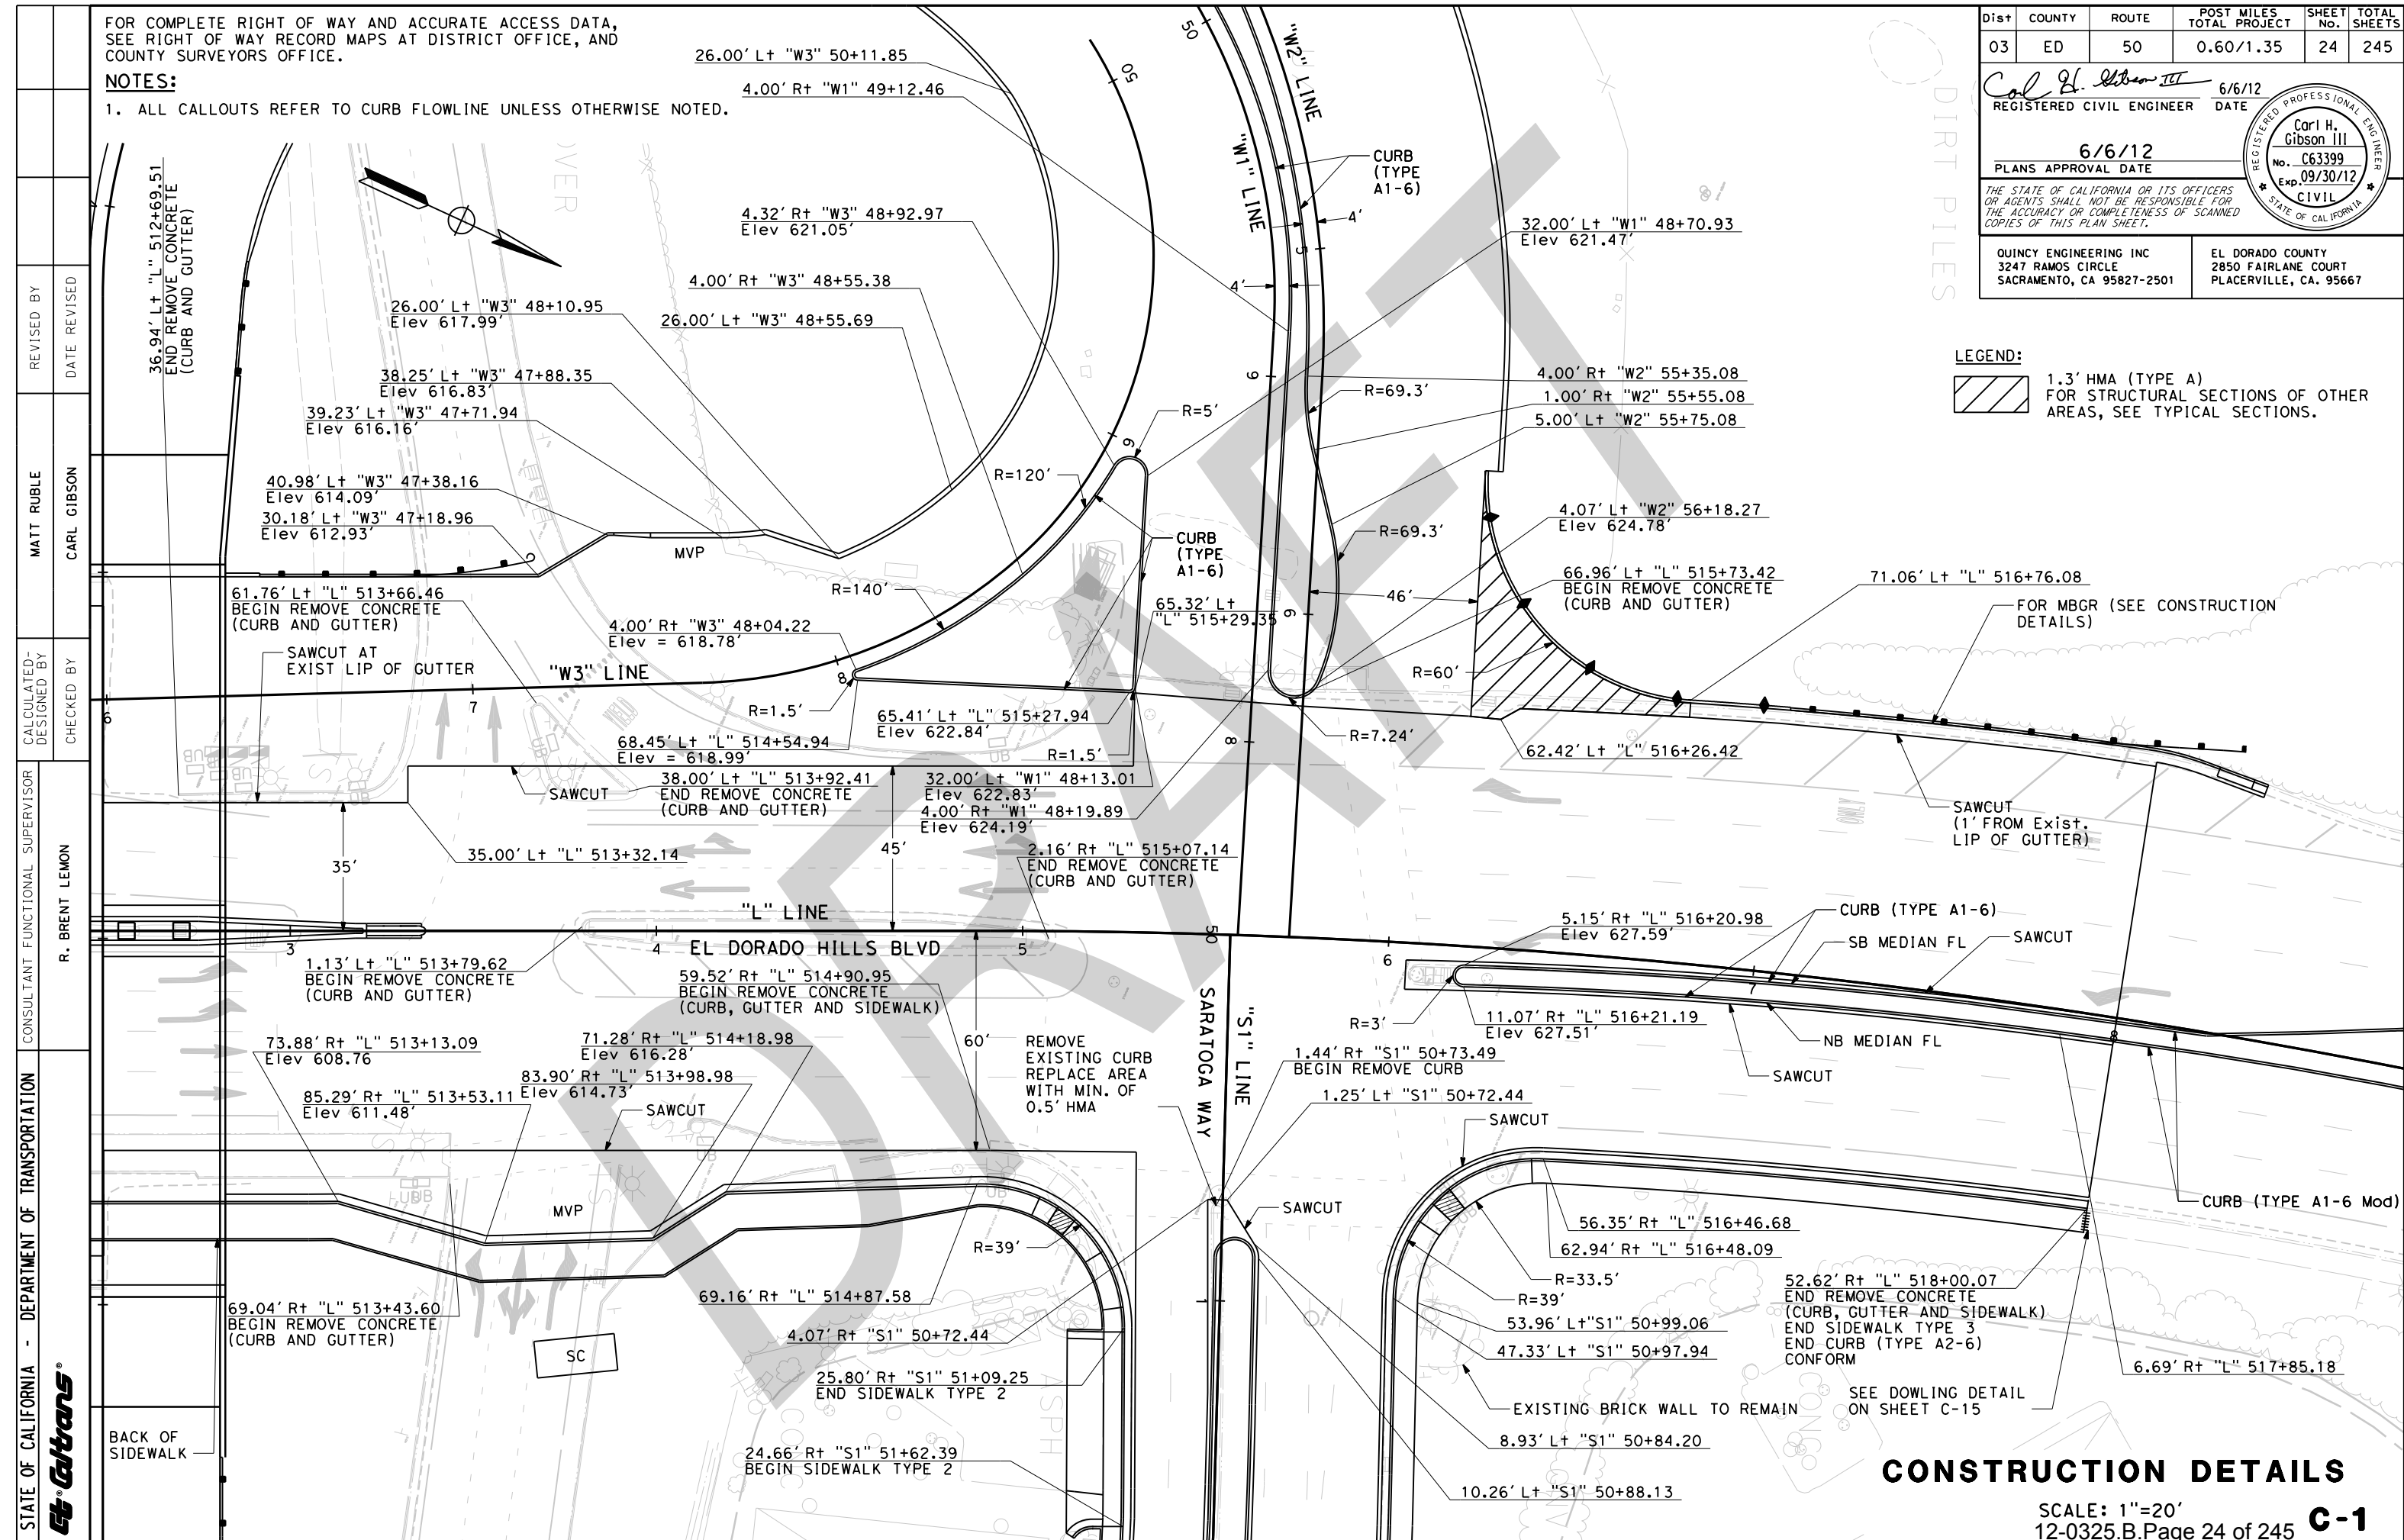 FOR COMPLETE RIGHT OF WAY AND ACCURATE ACCESS DATA,
SEE RIGHT OF WAY RECORD MAPS AT DISTRICT OFFICE, AND
COUNTY SURVEYORS OFFICE.
NOTES:
1. ALL CALLOUTS REFER TO CURB FLOWLINE UNLESS OTHERWISE NOTED.
Dist COUNTY ROUTE POST MILES TOTAL PROJECT SHEET No. TOTAL SHEETS
03 ED 50 0.60/1.35 24 245
6/6/12
REGISTERED CIVIL ENGINEER DATE
6/6/12
PLANS APPROVAL DATE
REGISTERED PROFESSIONAL ENGINEER
Carl H.
Gibson III
No. C63399
Exp. 09/30/12
CIVIL
STATE OF CALIFORNIA
THE STATE OF CALIFORNIA OR ITS OFFICERS
OR AGENTS SHALL NOT BE RESPONSIBLE FOR
THE ACCURACY OR COMPLETENESS OF SCANNED
COPIES OF THIS PLAN SHEET.
QUINCY ENGINEERING INC
3247 RAMOS CIRCLE
SACRAMENTO, CA 95827-2501
EL DORADO COUNTY
2850 FAIRLANE COURT
PLACERVILLE, CA. 95667
LEGEND:
1.3' HMA (TYPE A)
FOR STRUCTURAL SECTIONS OF OTHER
AREAS, SEE TYPICAL SECTIONS.
DIRT PILES
DRAFT
36.94' Lt "L" 512+69.51
END REMOVE CONCRETE
(CURB AND GUTTER)
26.00' Lt "W3" 50+11.85
4.00' Rt "W1" 49+12.46
50
50
"W2" LINE
"W1" LINE
CURB
(TYPE
A1-6)
4'
5
4'
4.32' Rt "W3" 48+92.97
Elev 621.05'
32.00' Lt "W1" 48+70.93
Elev 621.47'
4.00' Rt "W3" 48+55.38
26.00' Lt "W3" 48+10.95
Elev 617.99'
26.00' Lt "W3" 48+55.69
38.25' Lt "W3" 47+88.35
Elev 616.83'
39.23' Lt "W3" 47+71.94
Elev 616.16'
40.98' Lt "W3" 47+38.16
Elev 614.09'
30.18' Lt "W3" 47+18.96
Elev 612.93'
4.00' Rt "W2" 55+35.08
1.00' Rt "W2" 55+55.08
5.00' Lt "W2" 55+75.08
R=69.3'
R=5'
9
9
R=120'
4.07' Lt "W2" 56+18.27
Elev 624.78'
R=69.3'
MVP
CURB
(TYPE
A1-6)
66.96' Lt "L" 515+73.42
BEGIN REMOVE CONCRETE
(CURB AND GUTTER)
71.06' Lt "L" 516+76.08
FOR MBGR (SEE CONSTRUCTION
DETAILS)
61.76' Lt "L" 513+66.46
BEGIN REMOVE CONCRETE
(CURB AND GUTTER)
R=140'
65.32' Lt
"L" 515+29.35
6
46'
4.00' Rt "W3" 48+04.22
Elev = 618.78'
SAWCUT AT
EXIST LIP OF GUTTER
"W3" LINE
R=60'
6
7
8
R=1.5'
65.41' Lt "L" 515+27.94
Elev 622.84'
68.45' Lt "L" 514+54.94
Elev = 618.99'
R=1.5'
8
R=7.24'
62.42' Lt "L" 516+26.42
SAWCUT
38.00' Lt "L" 513+92.41
END REMOVE CONCRETE
(CURB AND GUTTER)
32.00' Lt "W1" 48+13.01
Elev 622.83'
4.00' Rt "W1" 48+19.89
Elev 624.19'
SAWCUT
(1' FROM Exist.
LIP OF GUTTER)
ONLY
35'
35.00' Lt "L" 513+32.14
45'
2.16' Rt "L" 515+07.14
END REMOVE CONCRETE
(CURB AND GUTTER)
"L" LINE
EL DORADO HILLS BLVD
3
4
5
50
6
7
8
5.15' Rt "L" 516+20.98
Elev 627.59'
CURB (TYPE A1-6)
SB MEDIAN FL
SAWCUT
1.13' Lt "L" 513+79.62
BEGIN REMOVE CONCRETE
(CURB AND GUTTER)
59.52' Rt "L" 514+90.95
BEGIN REMOVE CONCRETE
(CURB, GUTTER AND SIDEWALK)
SARATOGA WAY
"S1" LINE
R=3'
11.07' Rt "L" 516+21.19
Elev 627.51'
NB MEDIAN FL
SAWCUT
73.88' Rt "L" 513+13.09
Elev 608.76
71.28' Rt "L" 514+18.98
Elev 616.28'
83.90' Rt "L" 513+98.98
Elev 614.73'
85.29' Rt "L" 513+53.11
Elev 611.48'
SAWCUT
60'
REMOVE
EXISTING CURB
REPLACE AREA
WITH MIN. OF
0.5' HMA
1.44' Rt "S1" 50+73.49
BEGIN REMOVE CURB
1.25' Lt "S1" 50+72.44
SAWCUT
MVP
R=39'
SAWCUT
56.35' Rt "L" 516+46.68
62.94' Rt "L" 516+48.09
CURB (TYPE A1-6 Mod)
R=33.5'
R=39'
69.04' Rt "L" 513+43.60
BEGIN REMOVE CONCRETE
(CURB AND GUTTER)
69.16' Rt "L" 514+87.58
4.07' Rt "S1" 50+72.44
1
53.96' Lt"S1" 50+99.06
47.33' Lt "S1" 50+97.94
52.62' Rt "L" 518+00.07
END REMOVE CONCRETE
(CURB, GUTTER AND SIDEWALK)
END SIDEWALK TYPE 3
END CURB (TYPE A2-6)
CONFORM
6.69' Rt "L" 517+85.18
SC
25.80' Rt "S1" 51+09.25
END SIDEWALK TYPE 2
SEE DOWLING DETAIL
ON SHEET C-15
EXISTING BRICK WALL TO REMAIN
BACK OF
SIDEWALK
24.66' Rt "S1" 51+62.39
BEGIN SIDEWALK TYPE 2
8.93' Lt "S1" 50+84.20
10.26' Lt "S1" 50+88.13
ASPH
CONC
CONSTRUCTION DETAILS
SCALE: 1"=20'
C-1
12-0325.B.Page 24 of 245
REVISED BY
DATE REVISED
MATT RUBLE
CARL GIBSON
CALCULATED-
DESIGNED BY
CHECKED BY
CONSULTANT FUNCTIONAL SUPERVISOR
R. BRENT LEMON
STATE OF CALIFORNIA - DEPARTMENT OF TRANSPORTATION
Caltrans